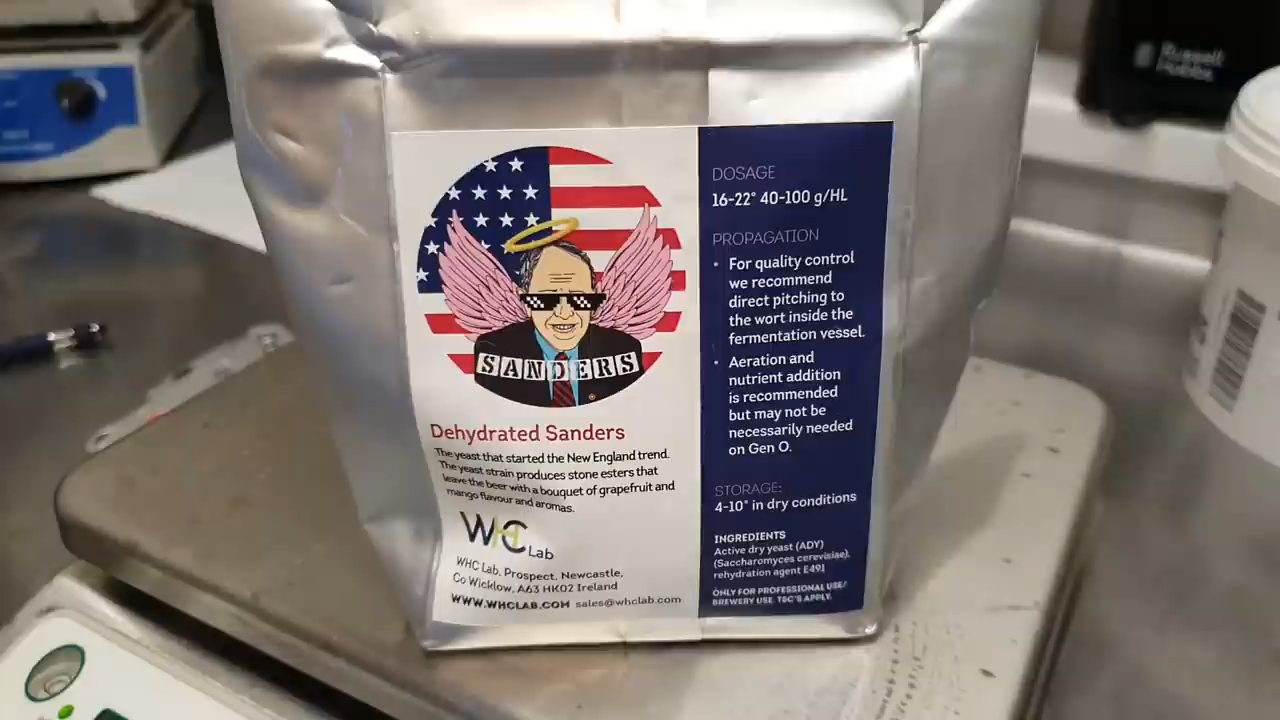 Russell
Hobbs
SANDERS
Dehydrated Sanders
The yeast that started the New England trend.
The yeast strain produces stone esters that
leave the beer with a bouquet of grapefruit and
mango flavour and aromas.
WHC Lab
WHC Lab, Prospect, Newcastle,
Co Wicklow, A63 HK02 Ireland
WWW.WHCLAB.COM sales@whclab.com
DOSAGE
16-22° 40-100 g/HL
PROPAGATION
• For quality control
we recommend
direct pitching to
the wort inside the
fermentation vessel.
• Aeration and
nutrient addition
is recommended
but may not be
necessarily needed
on Gen O.
STORAGE:
4-10° in dry conditions
INGREDIENTS
Active dry yeast (ADY)
(Saccharomyces cerevisiae),
rehydration agent E491
ONLY FOR PROFESSIONAL USE/
BREWERY USE. T&C'S APPLY.